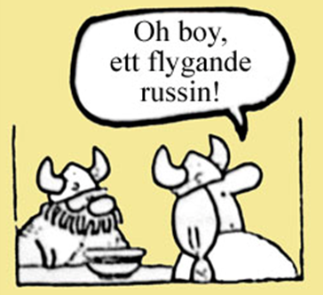 Oh boy,
ett flygande
russin!